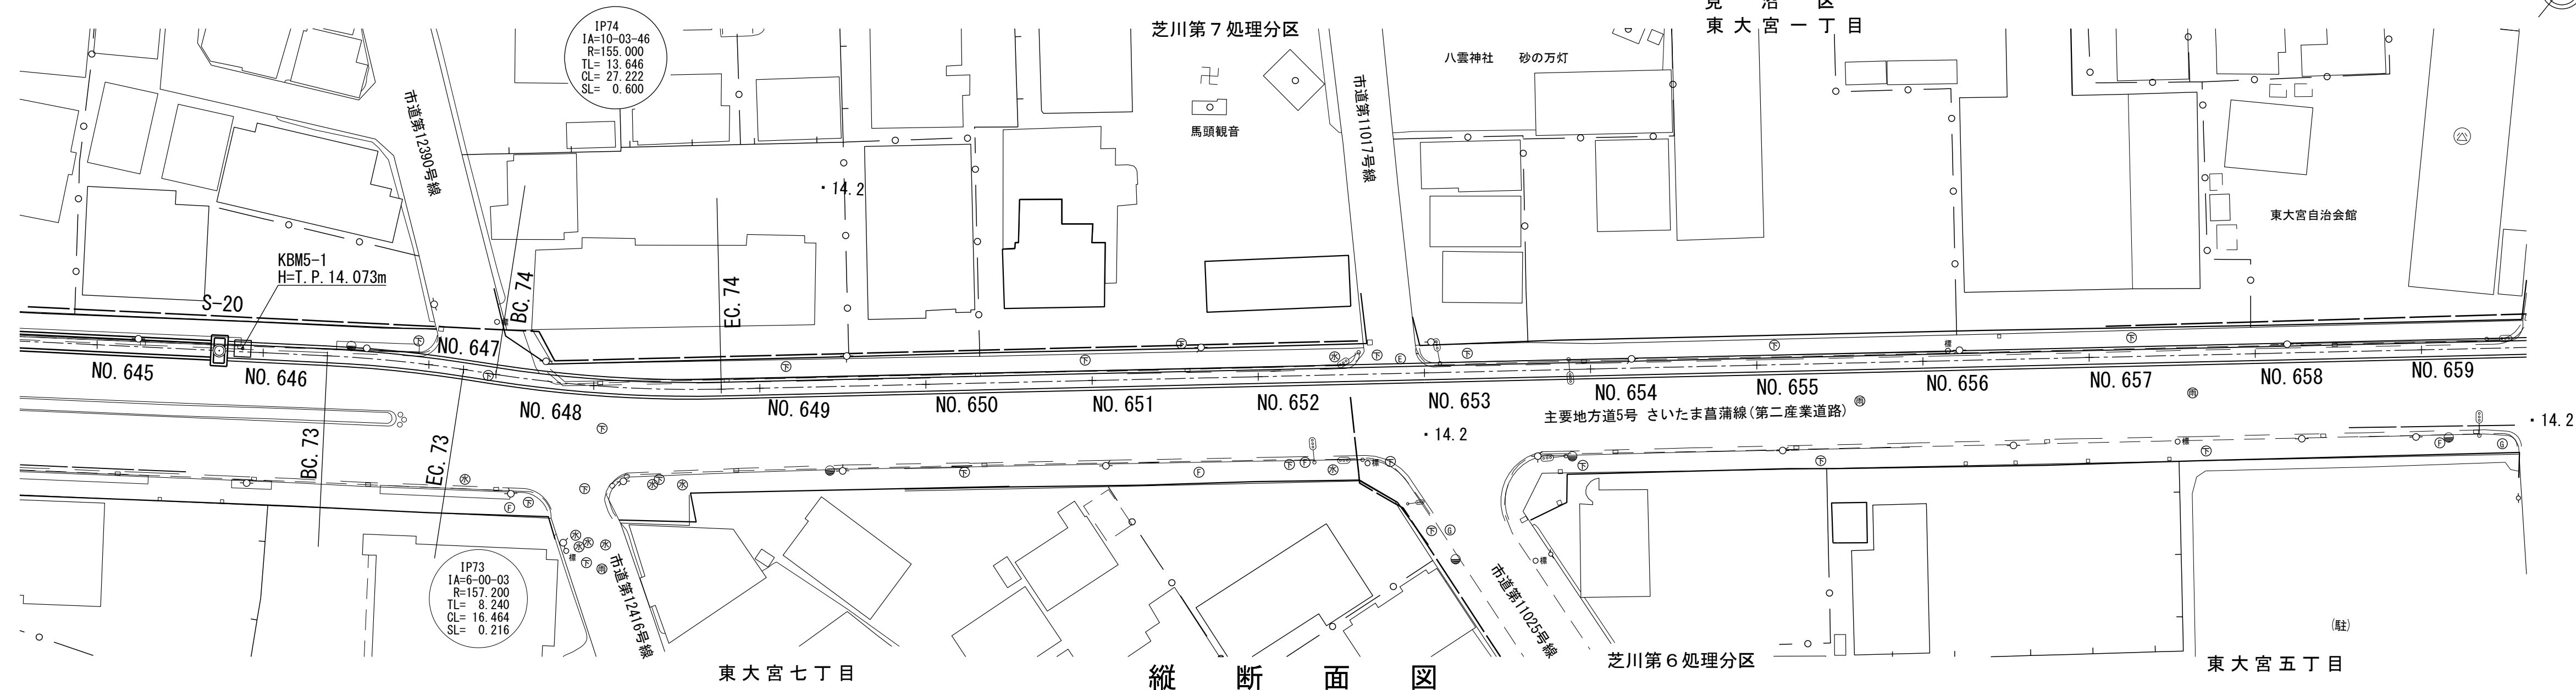 見沼区
東大宮一丁目
芝川第７処理分区
IP74
IA=10-03-46
R=155.000
TL= 13.646
CL= 27.222
SL= 0.600
八雲神社 砂の万灯
馬頭観音
市道第12390号線
市道第11017号線
・14.2
東大宮自治会館
KBM5-1
H=T.P.14.073m
S-20
BC.74
EC.74
NO.645
NO.646
NO.647
NO.648
NO.649
NO.650
NO.651
NO.652
NO.653
NO.654
NO.655
NO.656
NO.657
NO.658
NO.659
主要地方道5号 さいたま菖蒲線(第二産業道路)
・14.2
・14.2
BC.73
EC.73
IP73
IA=6-00-03
R=157.200
TL= 8.240
CL= 16.464
SL= 0.216
市道第12416号線
市道第11025号線
(駐)
東大宮七丁目
縦断面図
芝川第６処理分区
東大宮五丁目